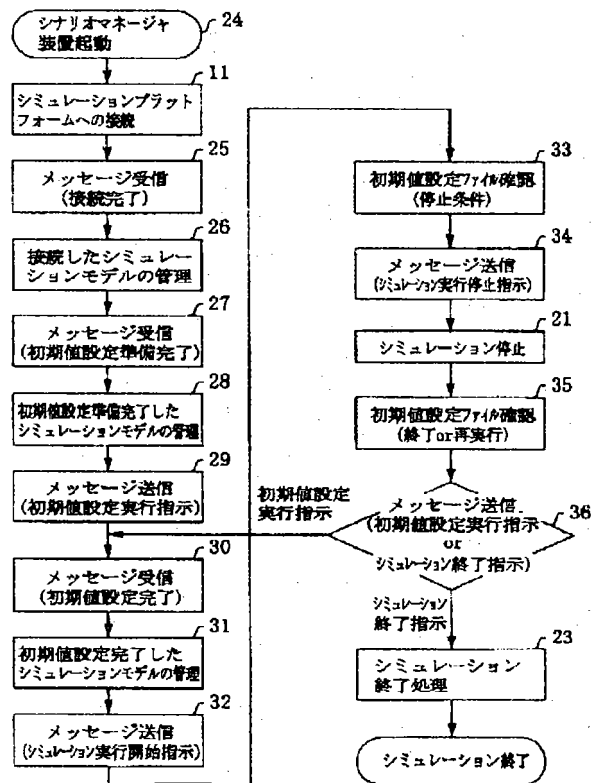 シナリオマネージャ
装置起動
24
11
シミュレーションプラット
フォームへの接続
25
メッセージ受信
(接続完了)
26
接続したシミュレー
ションモデルの管理
27
メッセージ受信
(初期値設定準備完了)
28
初期値設定準備完了した
シミュレーションモデルの管理
29
メッセージ送信
(初期値設定実行指示)
30
メッセージ受信
(初期値設定完了)
31
初期値設定完了した
シミュレーションモデルの管理
32
メッセージ送信
(シミュレーション実行開始指示)
33
初期値設定ファイル確認
(停止条件)
34
メッセージ送信
(シミュレーション実行停止指示)
21
シミュレーション停止
35
初期値設定ファイル確認
(終了or再実行)
初期値設定
実行指示
メッセージ送信
(初期値設定実行指示
or
シミュレーション終了指示)
36
シミュレーション
終了指示
23
シミュレーション
終了処理
シミュレーション終了